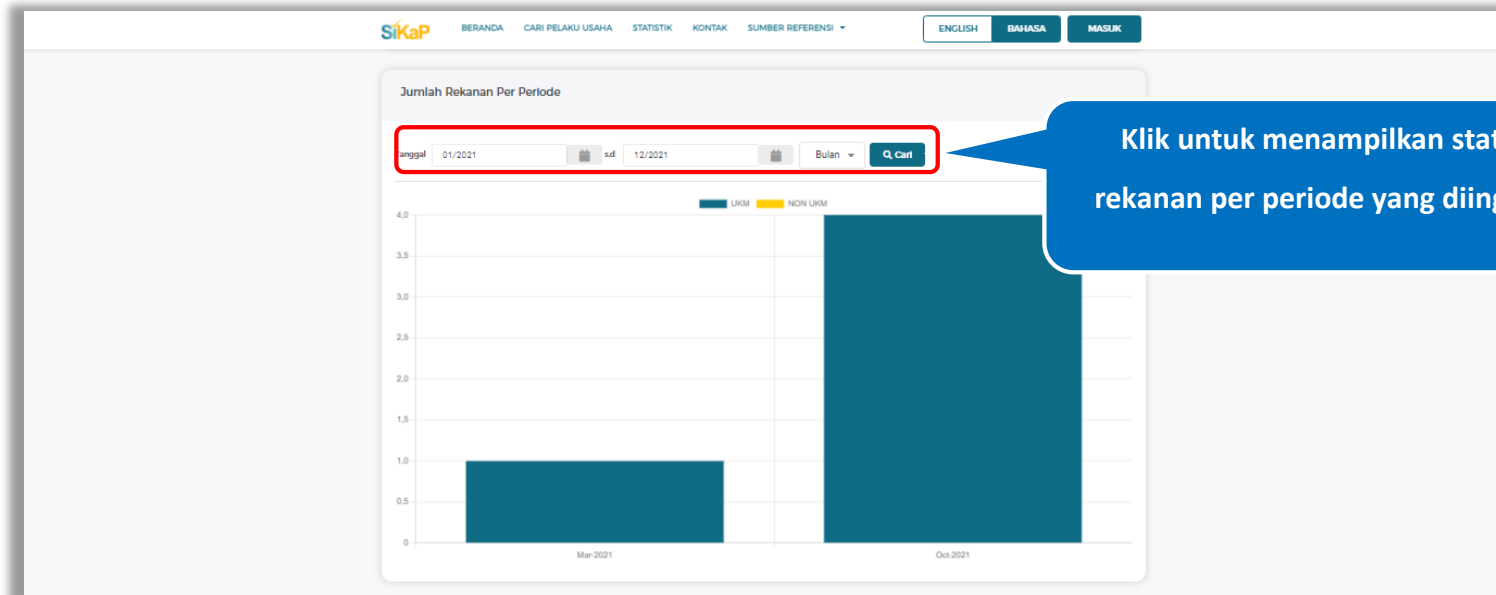 SiKaP BERANDA CARI PELAKU USAHA STATISTIK KONTAK SUMBER REFERENSI ENGLISH BAHASA MASUK
Jumlah Rekanan Per Periode
Klik untuk menampilkan stat
rekanan per periode yang diing
anggal 01/2021 s.d 12/2021 Bulan Cari
UKM NON UKM
4,0
3,5
3,0
2,5
2,0
1,5
1,0
0,5
0
Mar-2021 Oct-2021